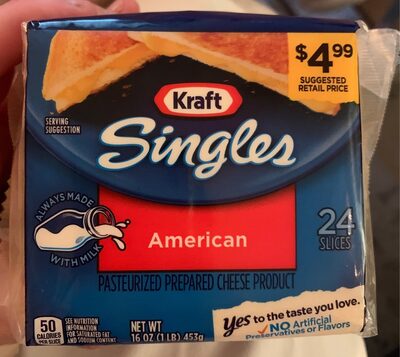 $4.99
SUGGESTED
RETAIL PRICE
Kraft
SERVING
SUGGESTION
Singles
ALWAYS MADE
WITH MILK
American
24
SLICES
PASTEURIZED PREPARED CHEESE PRODUCT
50
CALORIES
PER SLICE
SEE NUTRITION
INFORMATION
FOR SATURATED FAT
AND SODIUM CONTENT
NET WT
16 OZ (1 LB) 453g
Yes to the taste you love.
NO Artificial
Preservatives or Flavors